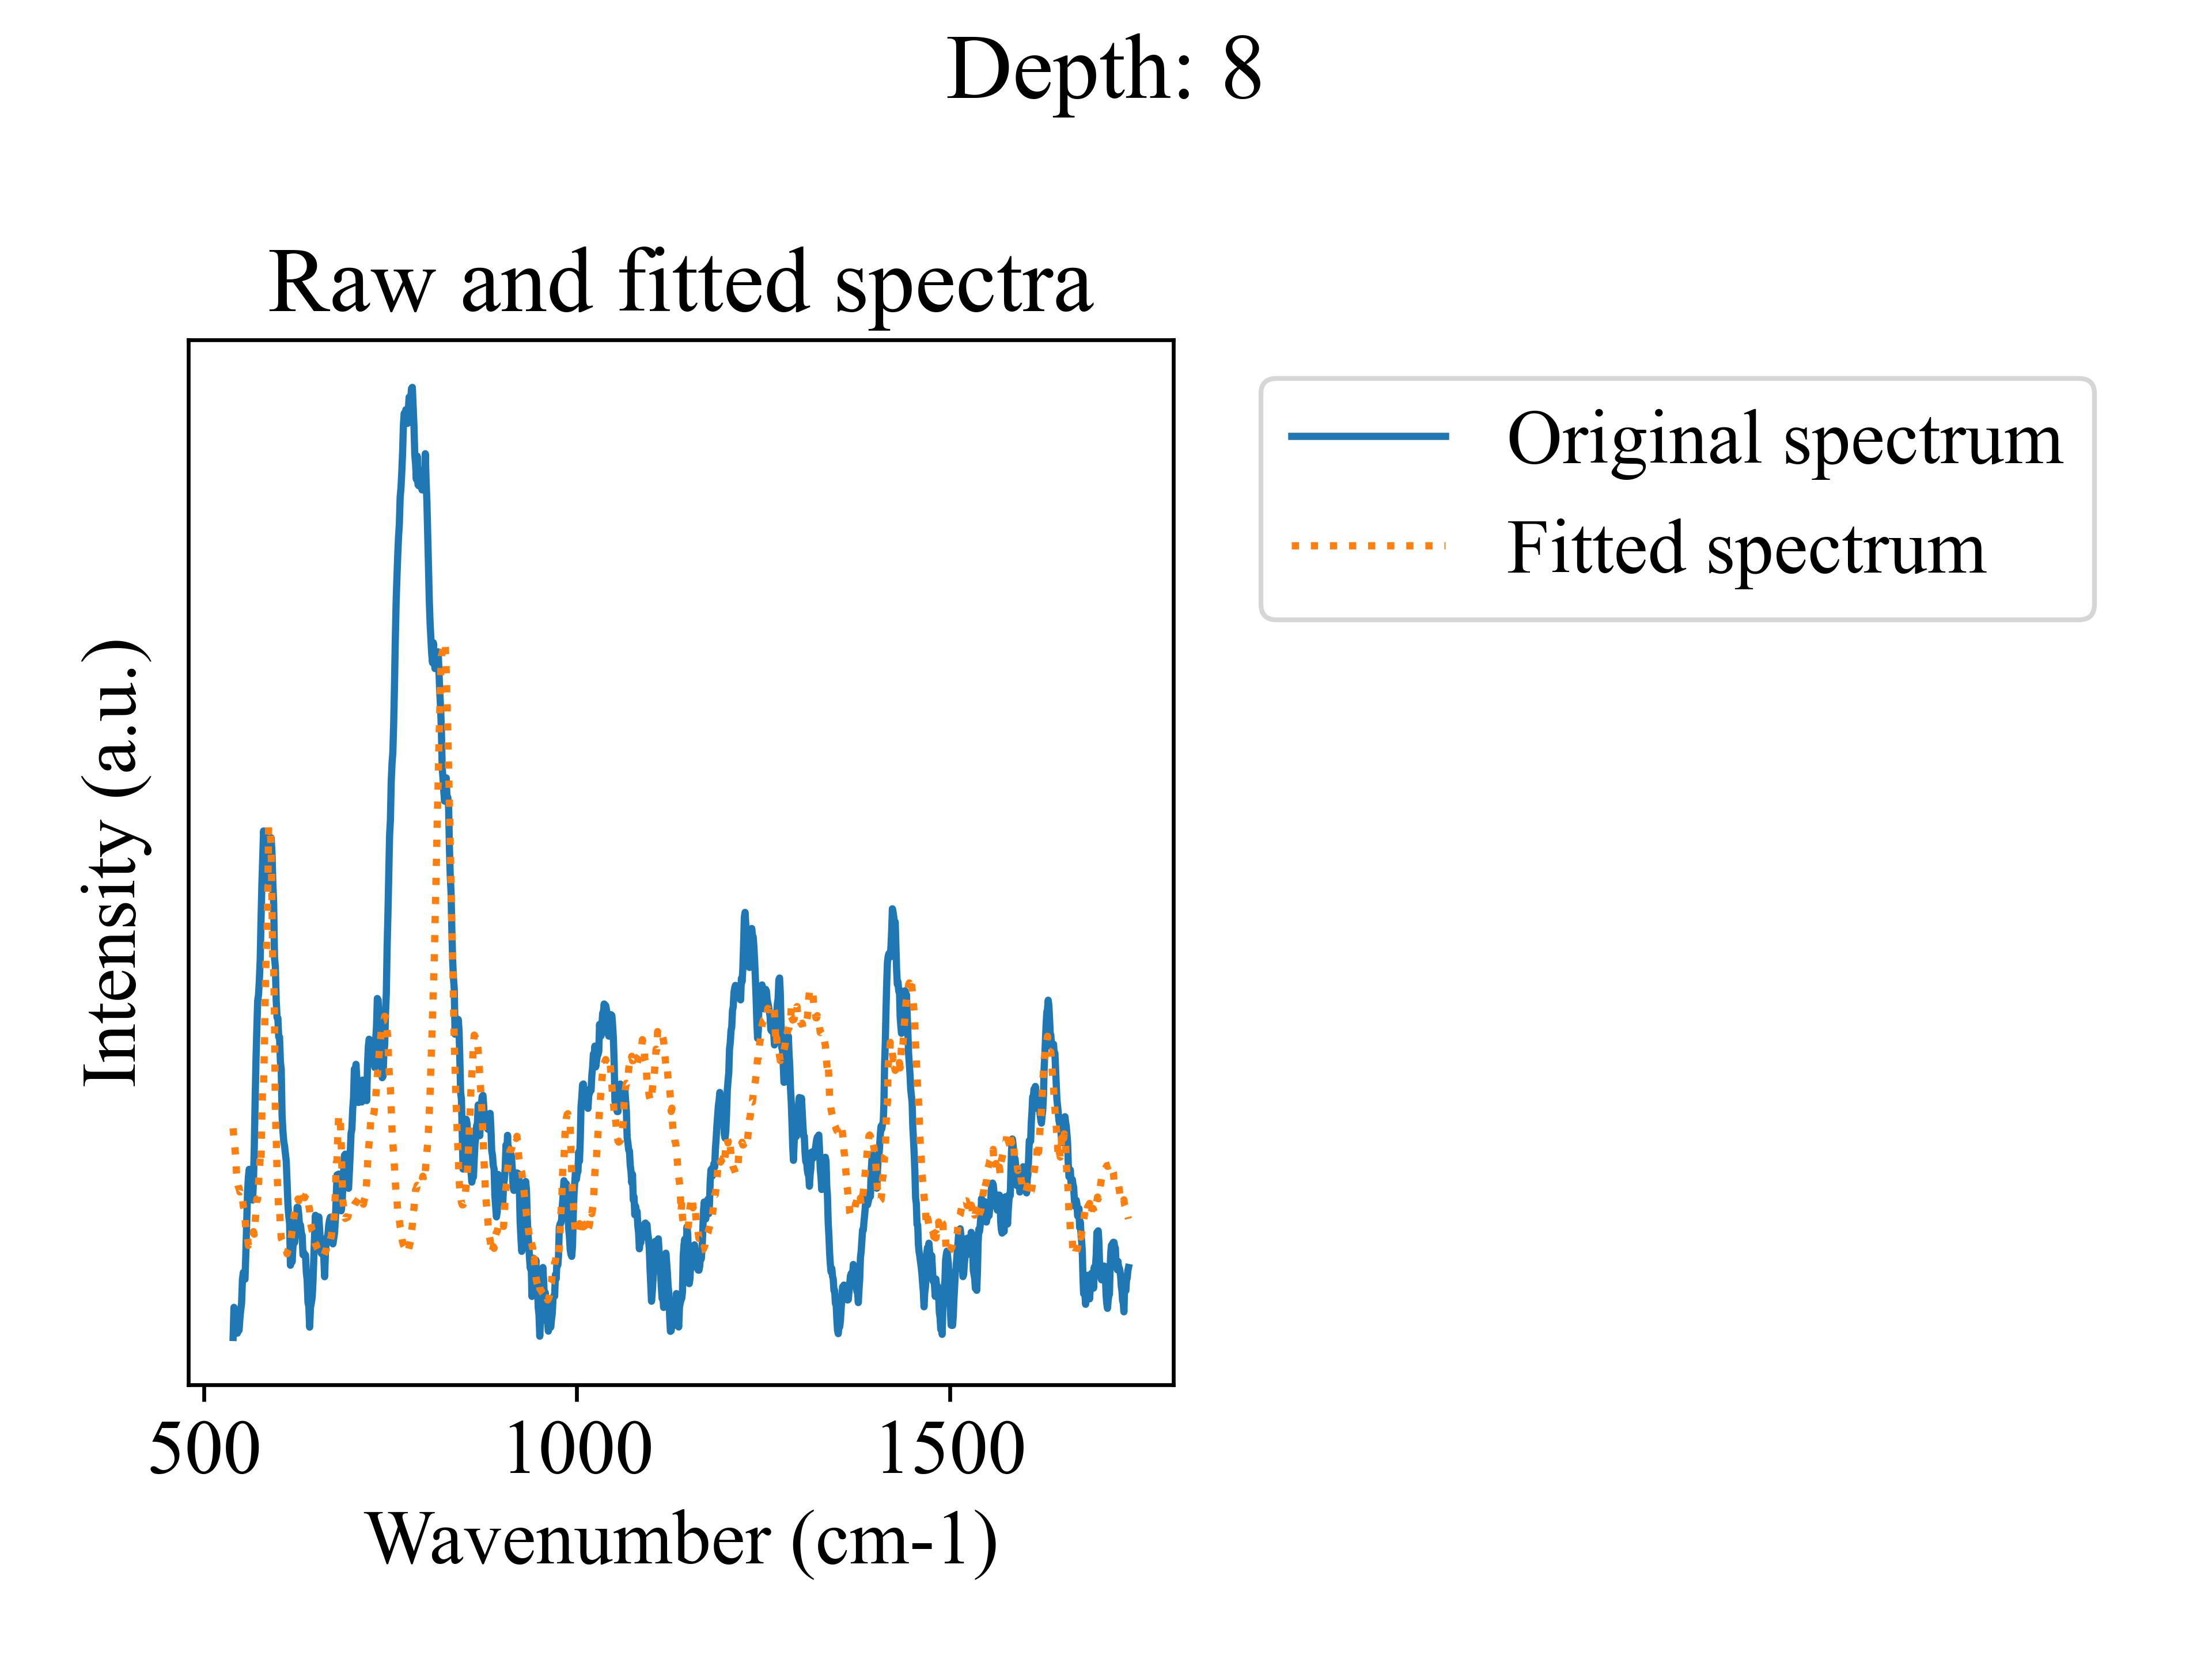 Depth: 8
Raw and fitted spectra
Original spectrum
Fitted spectrum
Intensity (a.u.)
500 1000 1500
Wavenumber (cm-1)